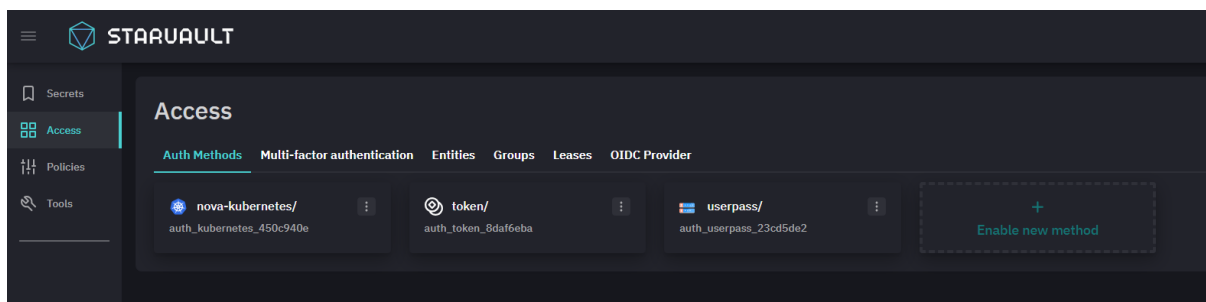 STARVAULT
Secrets
Access
Policies
Tools
Access
Auth Methods Multi-factor authentication Entities Groups Leases OIDC Provider
nova-kubernetes/
auth_kubernetes_450c940e
token/
auth_token_8daf6eba
userpass/
auth_userpass_23cd5de2
+
Enable new method